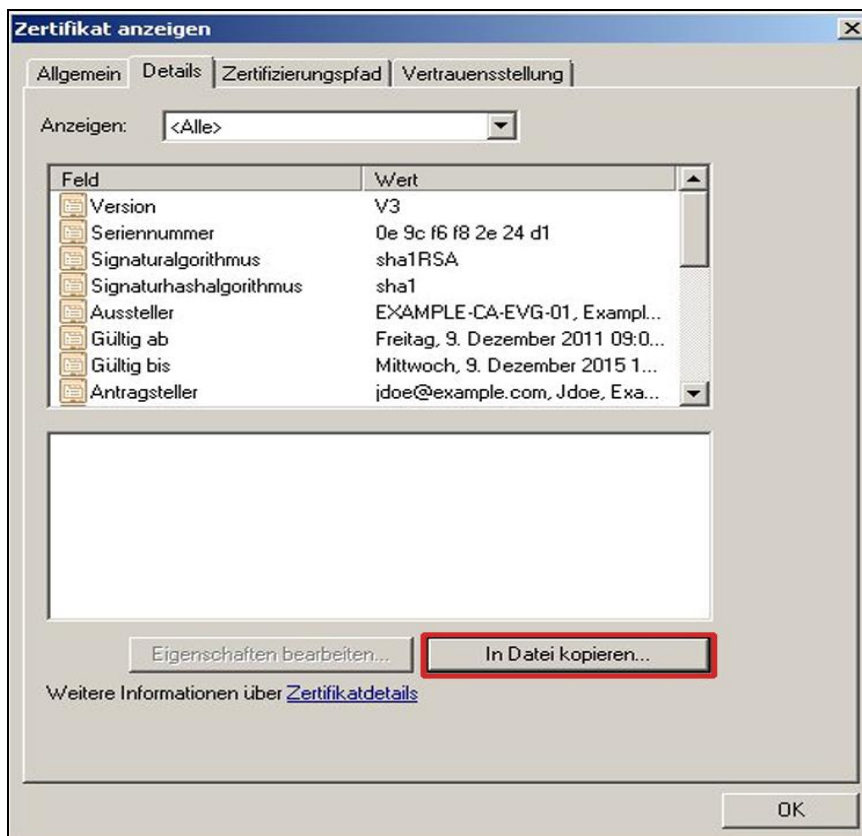 Zertifikat anzeigen
Allgemein Details Zertifizierungspfad Vertrauensstellung
Anzeigen: <Alle>
Feld Wert
Version V3
Seriennummer 0e 9c f6 f8 2e 24 d1
Signaturalgorithmus sha1RSA
Signaturhashalgorithmus sha1
Aussteller EXAMPLE-CA-EVG-01, Exampl...
Gültig ab Freitag, 9. Dezember 2011 09:0...
Gültig bis Mittwoch, 9. Dezember 2015 1...
Antragsteller jdoe@example.com, Jdoe, Exa...
Eigenschaften bearbeiten... In Datei kopieren...
Weitere Informationen über Zertifikatdetails
OK